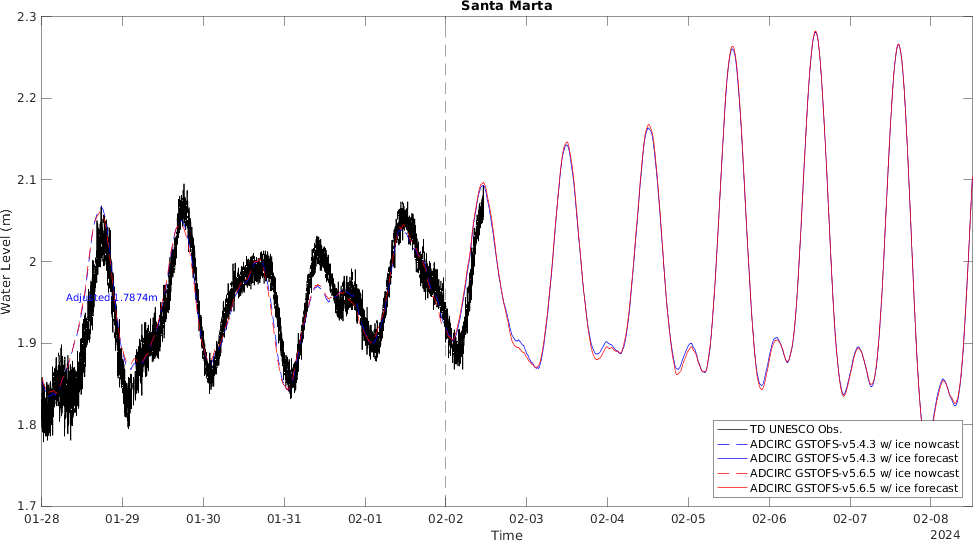 Santa Marta
2.3
2.2
2.1
2
1.9
1.8
1.7
Water Level (m)
Adjusted 1.7874m
TD UNESCO Obs.
ADCIRC GSTOFS-v5.4.3 w/ ice nowcast
ADCIRC GSTOFS-v5.4.3 w/ ice forecast
ADCIRC GSTOFS-v5.6.5 w/ ice nowcast
ADCIRC GSTOFS-v5.6.5 w/ ice forecast
01-28 01-29 01-30 01-31 02-01 02-02 02-03 02-04 02-05 02-06 02-07 02-08
Time
2024